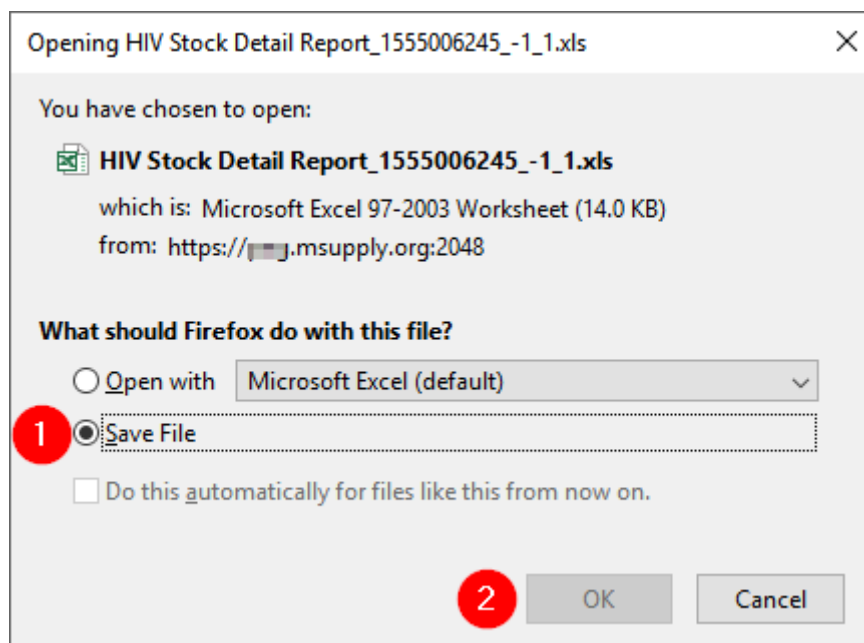 Opening HIV Stock Detail Report_1555006245_-1_1.xls
You have chosen to open:
HIV Stock Detail Report_1555006245_-1_1.xls
which is: Microsoft Excel 97-2003 Worksheet (14.0 KB)
from: https:// .msupply.org:2048
What should Firefox do with this file?
Open with Microsoft Excel (default)
1 Save File
Do this automatically for files like this from now on.
2 OK Cancel